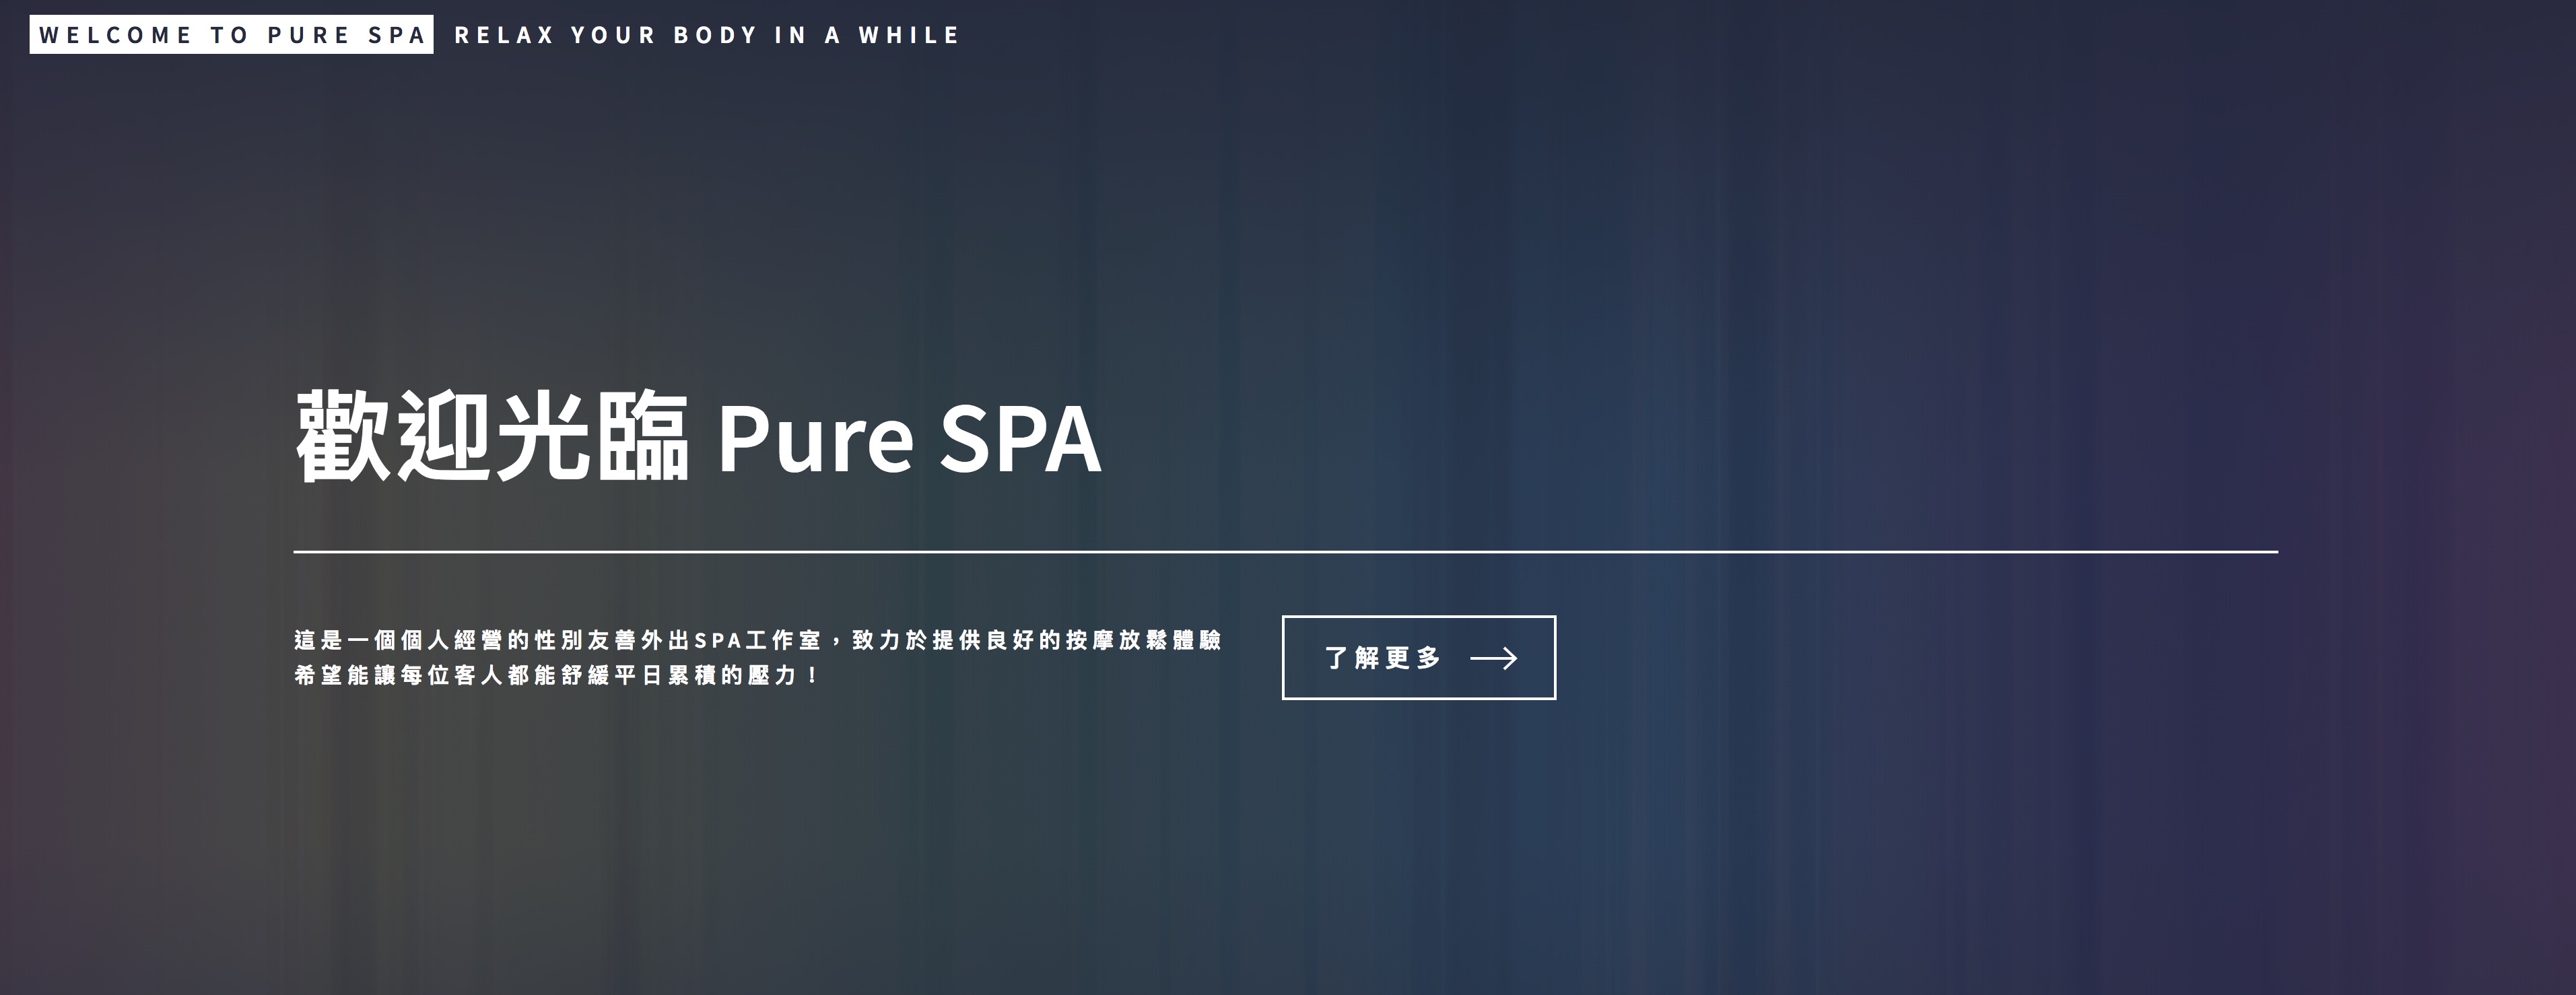 WELCOME TO PURE SPA RELAX YOUR BODY IN A WHILE
歡迎光臨 Pure SPA
這是一個個人經營的性別友善外出SPA工作室，致力於提供良好的按摩放鬆體驗
希望能讓每位客人都能舒緩平日累積的壓力！
了解更多